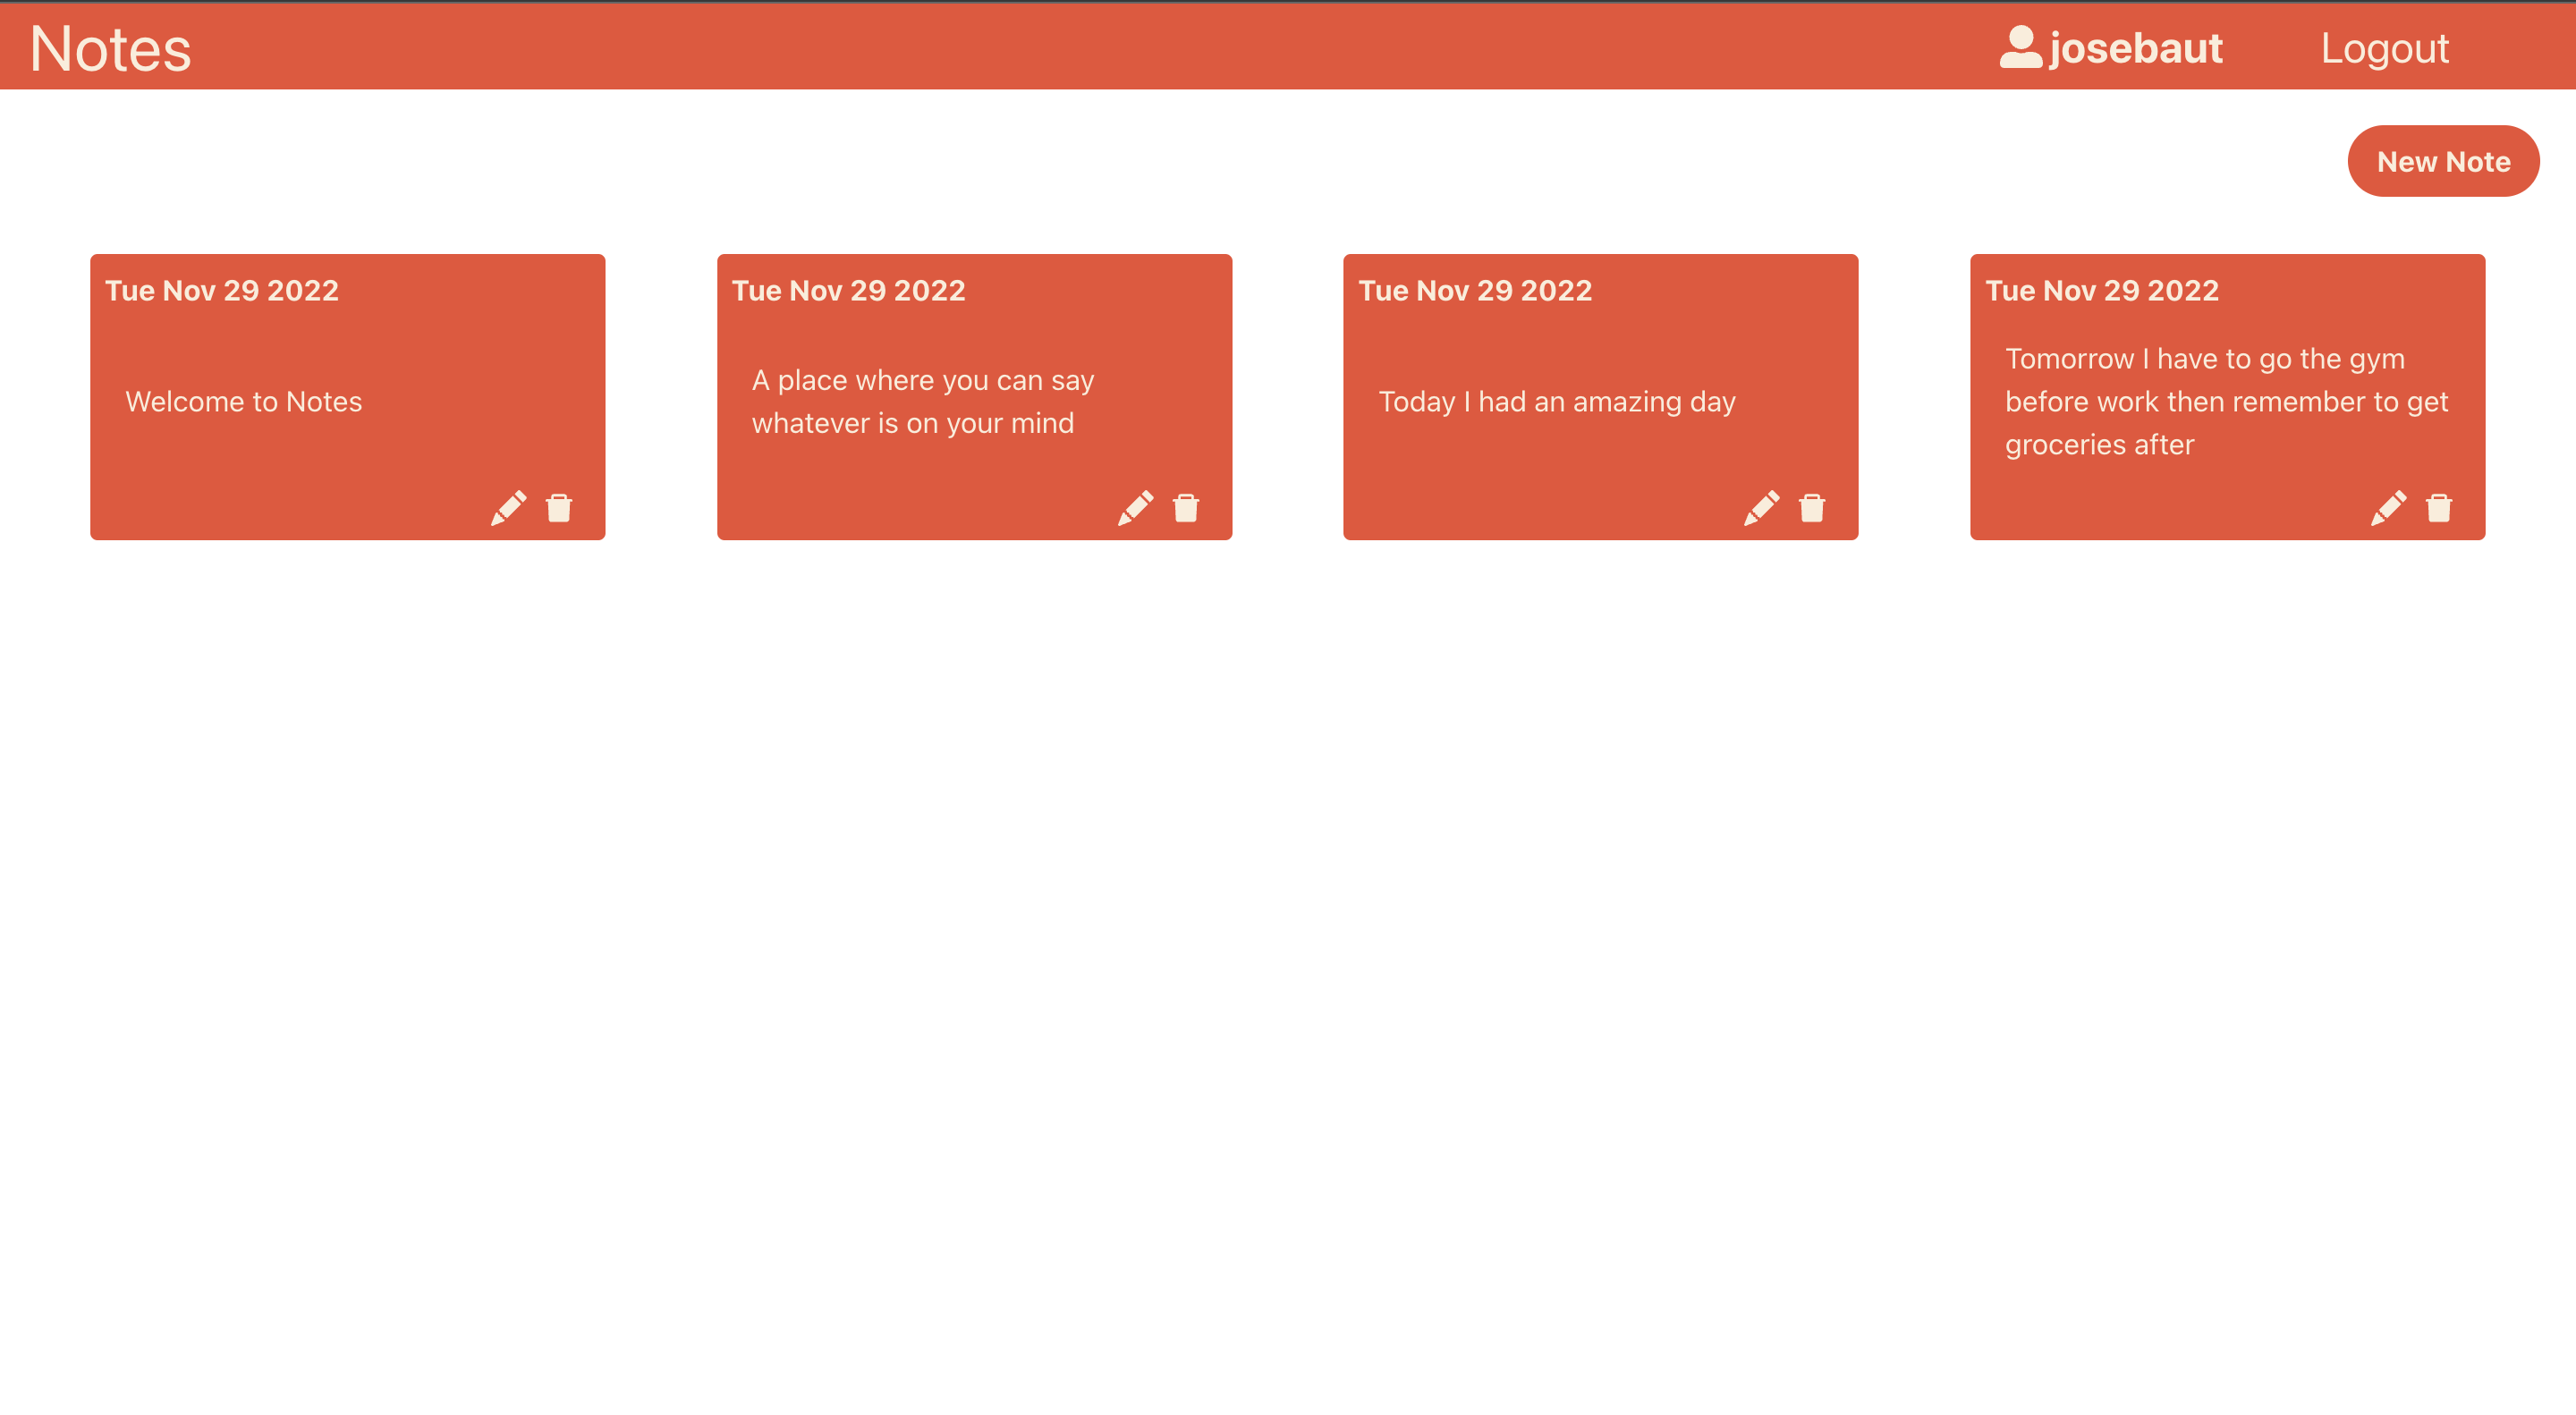 Notes
josebaut
Logout
New Note
Tue Nov 29 2022
Welcome to Notes
Tue Nov 29 2022
A place where you can say
whatever is on your mind
Tue Nov 29 2022
Today I had an amazing day
Tue Nov 29 2022
Tomorrow I have to go the gym
before work then remember to get
groceries after